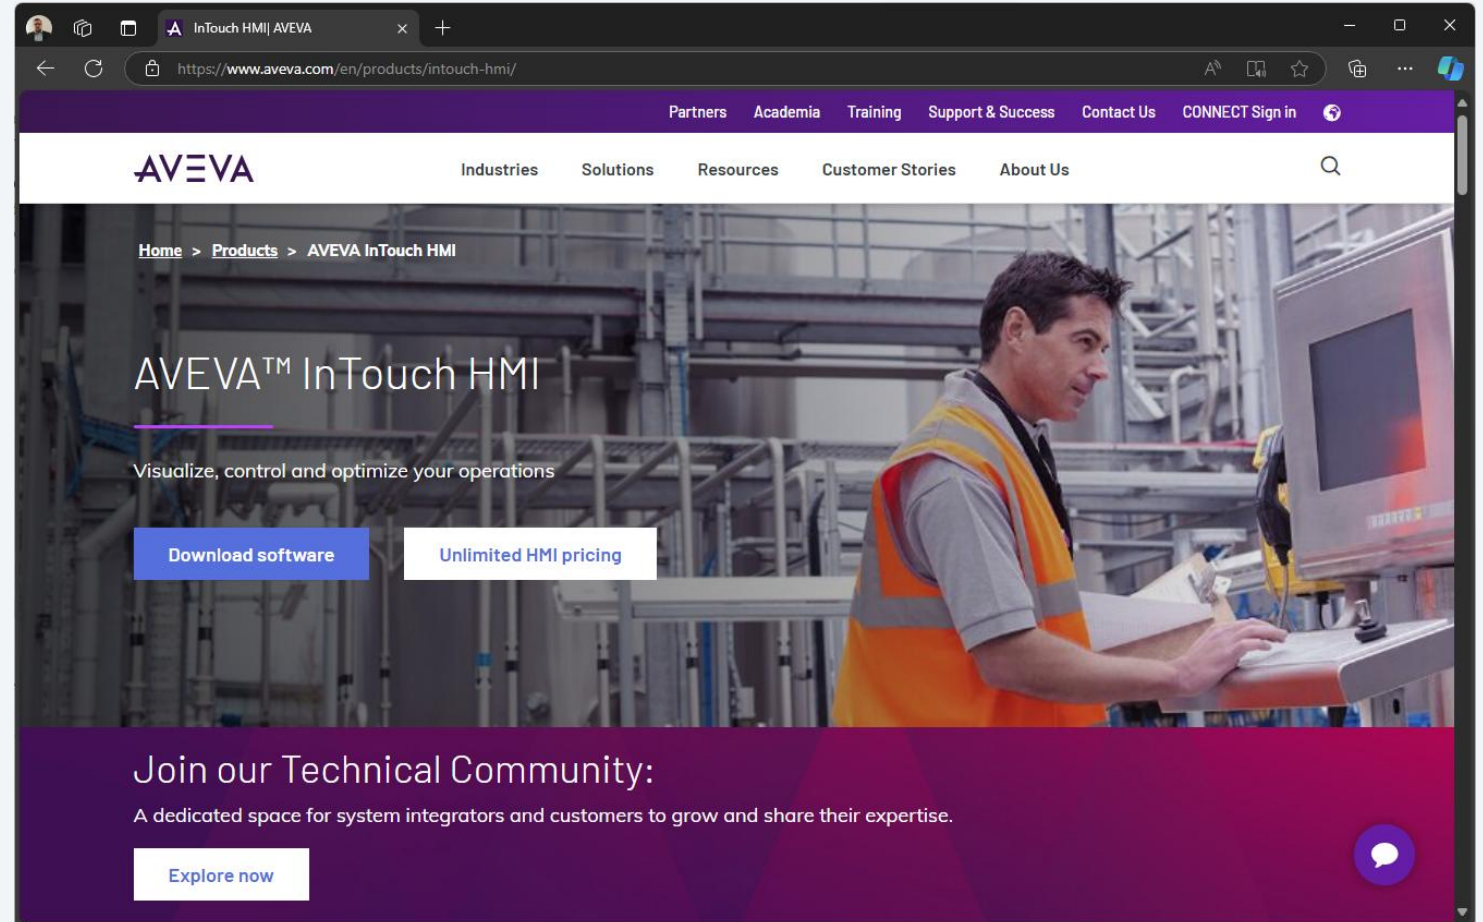 InTouch HMI| AVEVA
https://www.aveva.com/en/products/intouch-hmi/
Partners Academia Training Support & Success Contact Us CONNECT Sign in
AVEVA Industries Solutions Resources Customer Stories About Us
Home > Products > AVEVA InTouch HMI
AVEVA™ InTouch HMI
Visualize, control and optimize your operations
Download software Unlimited HMI pricing
Join our Technical Community:
A dedicated space for system integrators and customers to grow and share their expertise.
Explore now